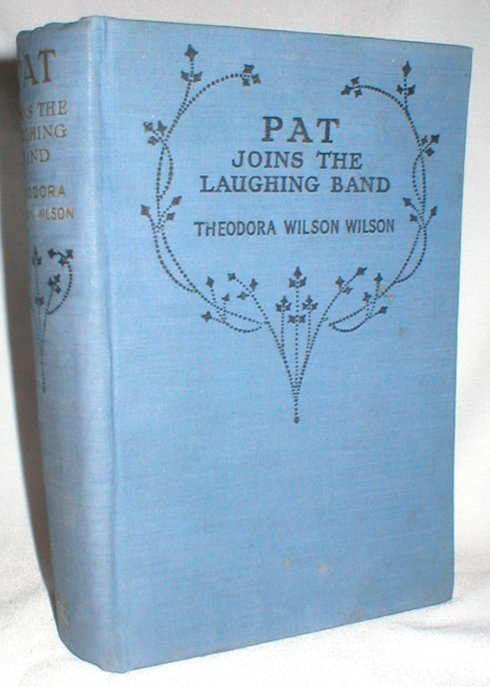 PAT
JOINS THE
LAUGHING BAND
THEODORA WILSON WILSON
PAT
JOINS THE
LAUGHING
BAND
THEODORA
WILSON